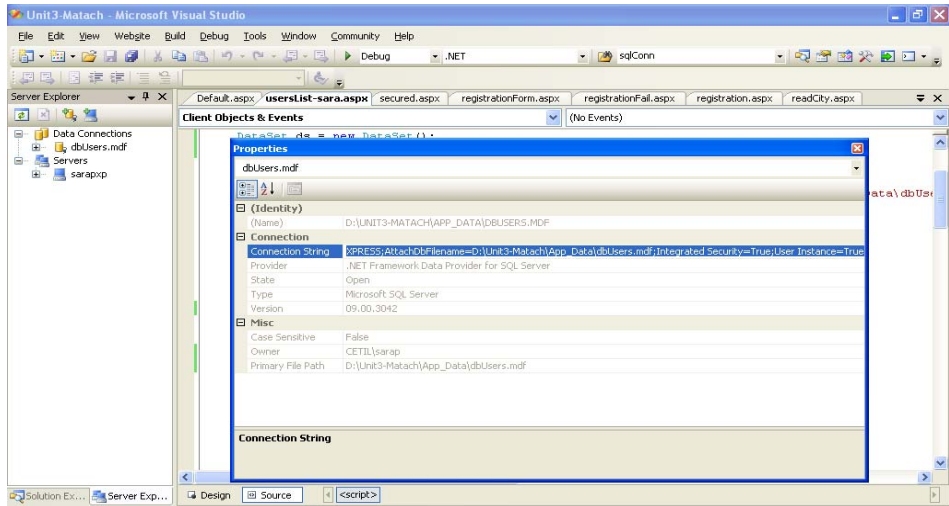 Unit3-Matach - Microsoft Visual Studio
File Edit View Website Build Debug Tools Window Community Help
Debug .NET sqlConn
Server Explorer
Default.aspx usersList-sara.aspx secured.aspx registrationForm.aspx registrationFail.aspx registration.aspx readCity.aspx
Client Objects & Events (No Events)
Data Connections
dbUsers.mdf
Servers
sarapxp
DataSet ds = new DataSet();
ata\dbUse
Properties
dbUsers.mdf
(Identity)
(Name) D:\UNIT3-MATACH\APP_DATA\DBUSERS.MDF
Connection
Connection String XPRESS;AttachDbFilename=D:\Unit3-Matach\App_Data\dbUsers.mdf;Integrated Security=True;User Instance=True
Provider .NET Framework Data Provider for SQL Server
State Open
Type Microsoft SQL Server
Version 09.00.3042
Misc
Case Sensitive False
Owner CETIL\sarap
Primary File Path D:\Unit3-Matach\App_Data\dbUsers.mdf
Connection String
Solution Ex... Server Exp...
Design Source <script>